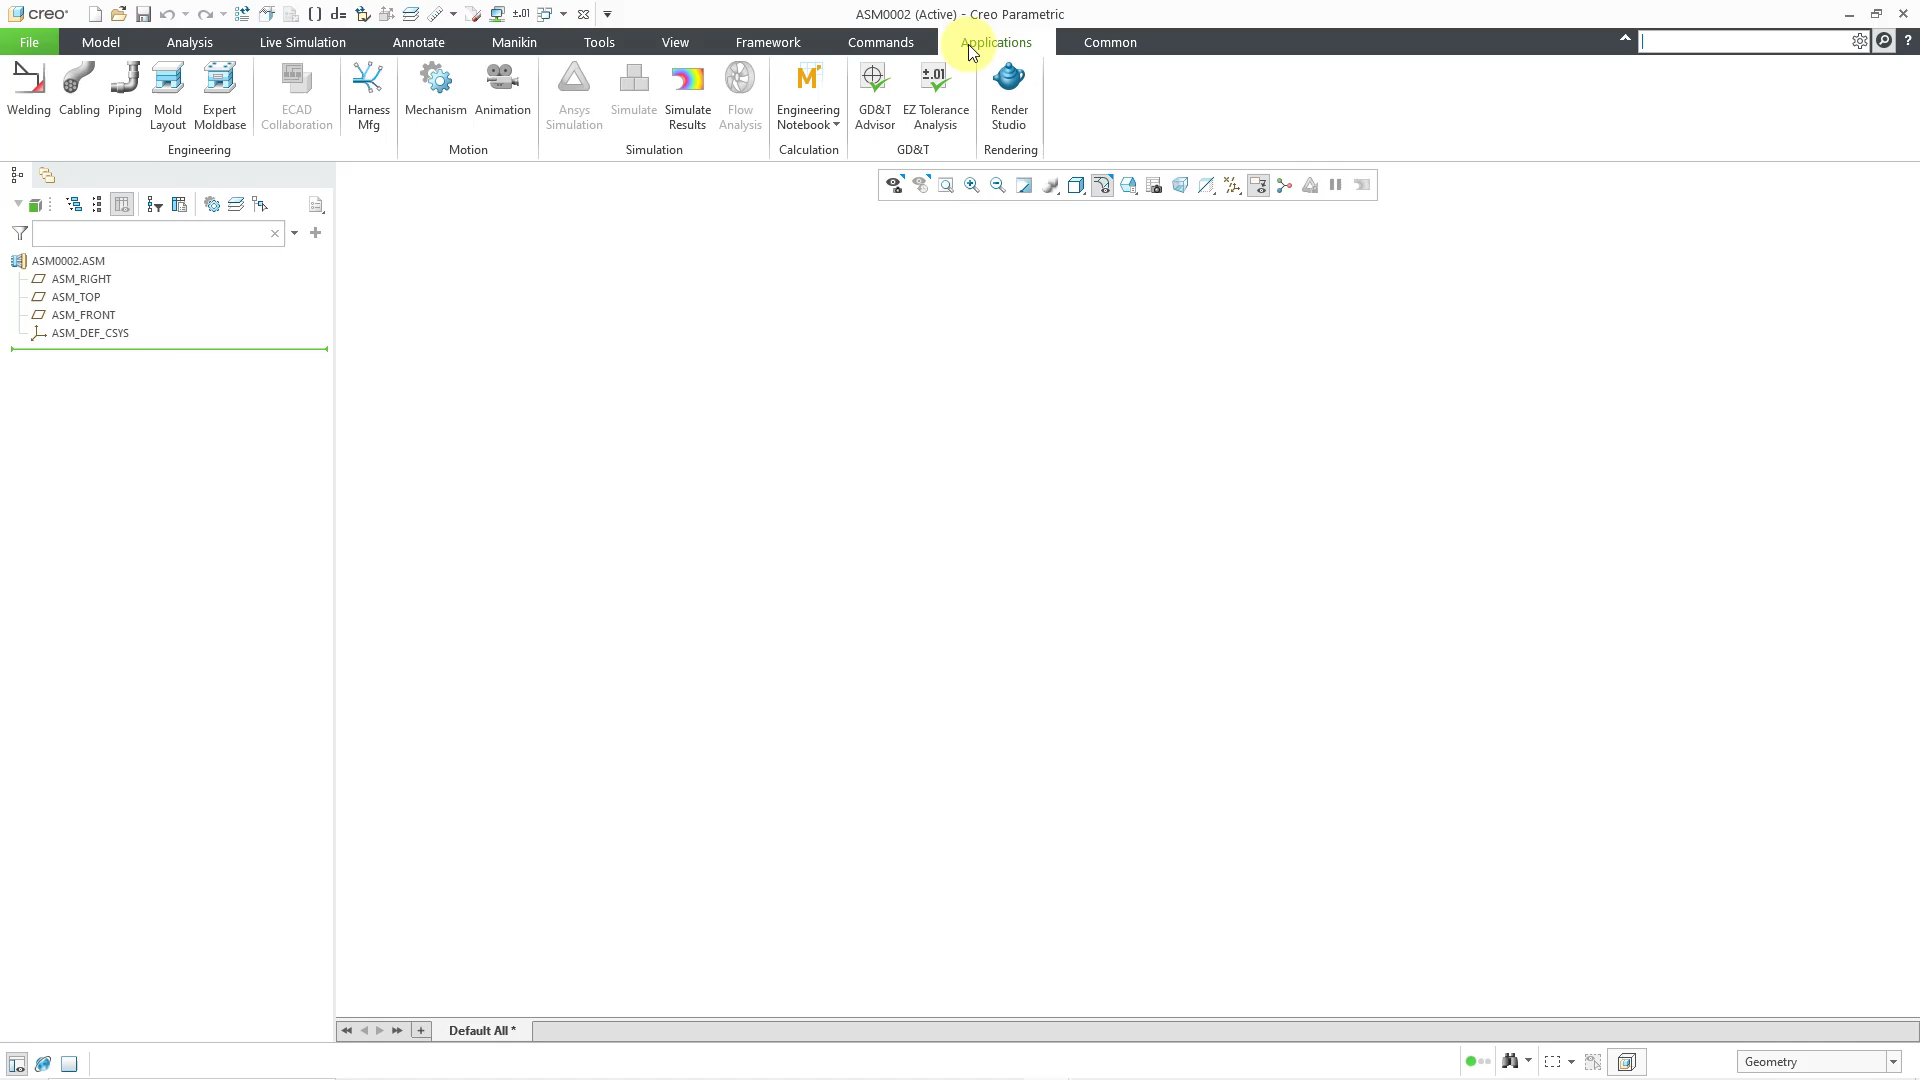 creo
ASM0002 (Active) - Creo Parametric
File Model Analysis Live Simulation Annotate Manikin Tools View Framework Commands Applications Common
Welding Cabling Piping Mold Layout Expert Moldbase ECAD Collaboration Harness Mfg Mechanism Animation Ansys Simulation Simulate Simulate Results Flow Analysis Engineering Notebook GD&T Advisor EZ Tolerance Analysis Render Studio
Engineering Motion Simulation Calculation GD&T Rendering
ASM0002.ASM
ASM_RIGHT
ASM_TOP
ASM_FRONT
ASM_DEF_CSYS
Default All *
Geometry